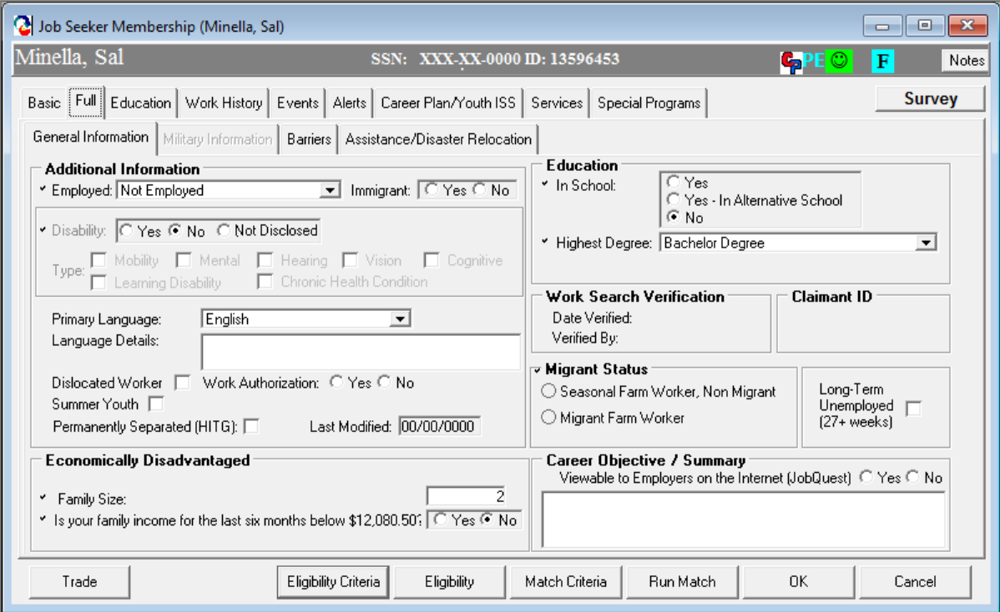 Job Seeker Membership (Minella, Sal)
Minella, Sal SSN: XXX-XX-0000 ID: 13596453 CP PE F Notes
Basic Full Education Work History Events Alerts Career Plan/Youth ISS Services Special Programs Survey
General Information Military Information Barriers Assistance/Disaster Relocation
Additional Information
Employed: Not Employed Immigrant: Yes No
Disability: Yes No Not Disclosed
Type: Mobility Mental Hearing Vision Cognitive
Learning Disability Chronic Health Condition
Primary Language: English
Language Details:
Dislocated Worker Work Authorization: Yes No
Summer Youth
Permanently Separated (HITG): Last Modified: 00/00/0000
Economically Disadvantaged
Family Size: 2
Is your family income for the last six months below $12,080.50? Yes No
Education
In School: Yes
Yes - In Alternative School
No
Highest Degree: Bachelor Degree
Work Search Verification
Date Verified:
Verified By:
Claimant ID
Migrant Status
Seasonal Farm Worker, Non Migrant
Migrant Farm Worker
Long-Term
Unemployed
(27+ weeks)
Career Objective / Summary
Viewable to Employers on the Internet (JobQuest) Yes No
Trade Eligibility Criteria Eligibility Match Criteria Run Match OK Cancel